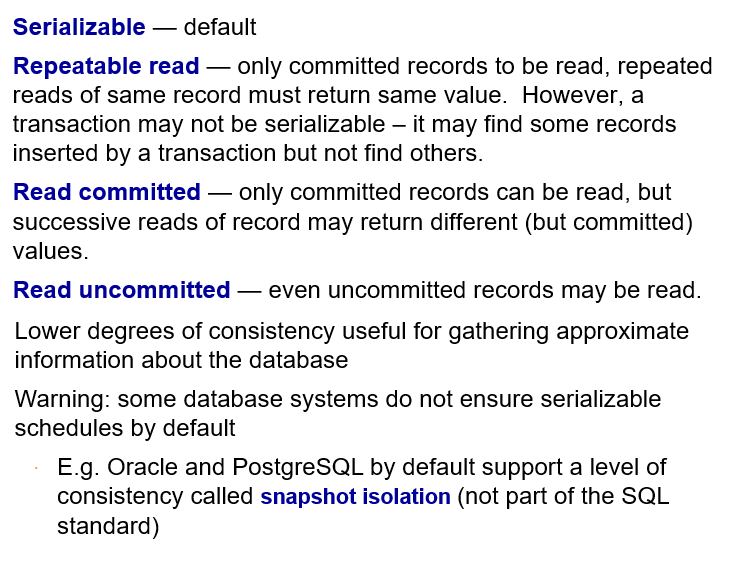 Serializable — default
Repeatable read — only committed records to be read, repeated
reads of same record must return same value.  However, a
transaction may not be serializable – it may find some records
inserted by a transaction but not find others.
Read committed — only committed records can be read, but
successive reads of record may return different (but committed)
values.
Read uncommitted — even uncommitted records may be read.
Lower degrees of consistency useful for gathering approximate
information about the database
Warning: some database systems do not ensure serializable
schedules by default
· E.g. Oracle and PostgreSQL by default support a level of
consistency called snapshot isolation (not part of the SQL
standard)